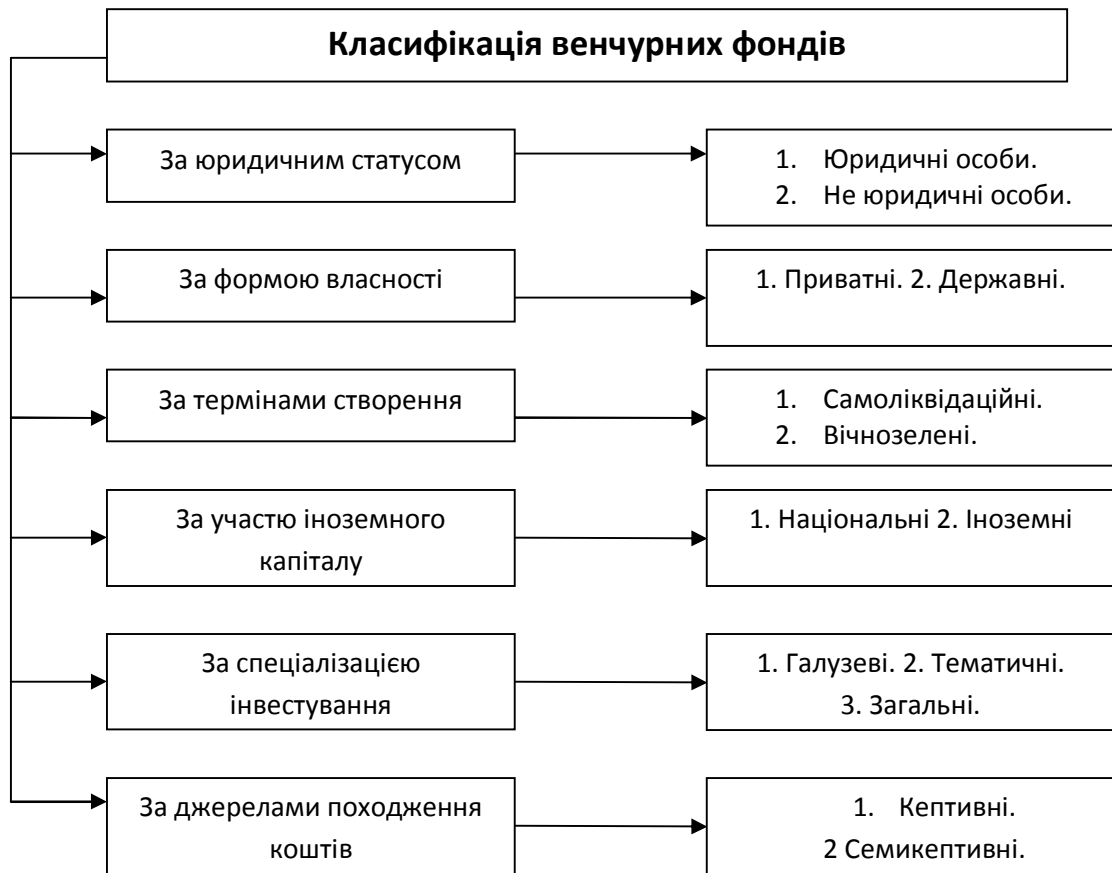 Класифікація венчурних фондів
За юридичним статусом
1. Юридичні особи.
2. Не юридичні особи.
За формою власності
1. Приватні. 2. Державні.
За термінами створення
1. Самоліквідаційні.
2. Вічнозелені.
За участю іноземного
капіталу
1. Національні 2. Іноземні
За спеціалізацією
інвестування
1. Галузеві. 2. Тематичні.
3. Загальні.
За джерелами походження
коштів
1. Кептивні.
2 Семикептивні.